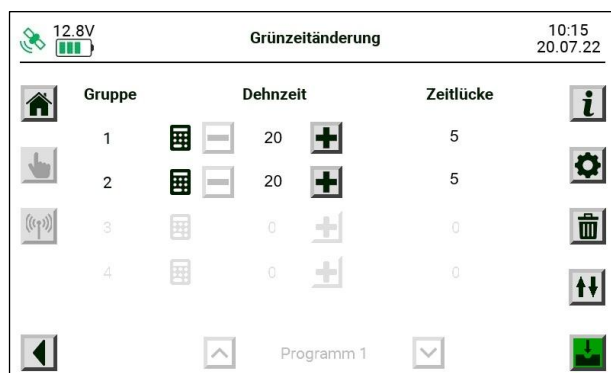 12.8V
Grünzeitänderung
10:15
20.07.22
Gruppe Dehnzeit Zeitlücke
1 20 5
2 20 5
3 0 0
4 0 0
Programm 1